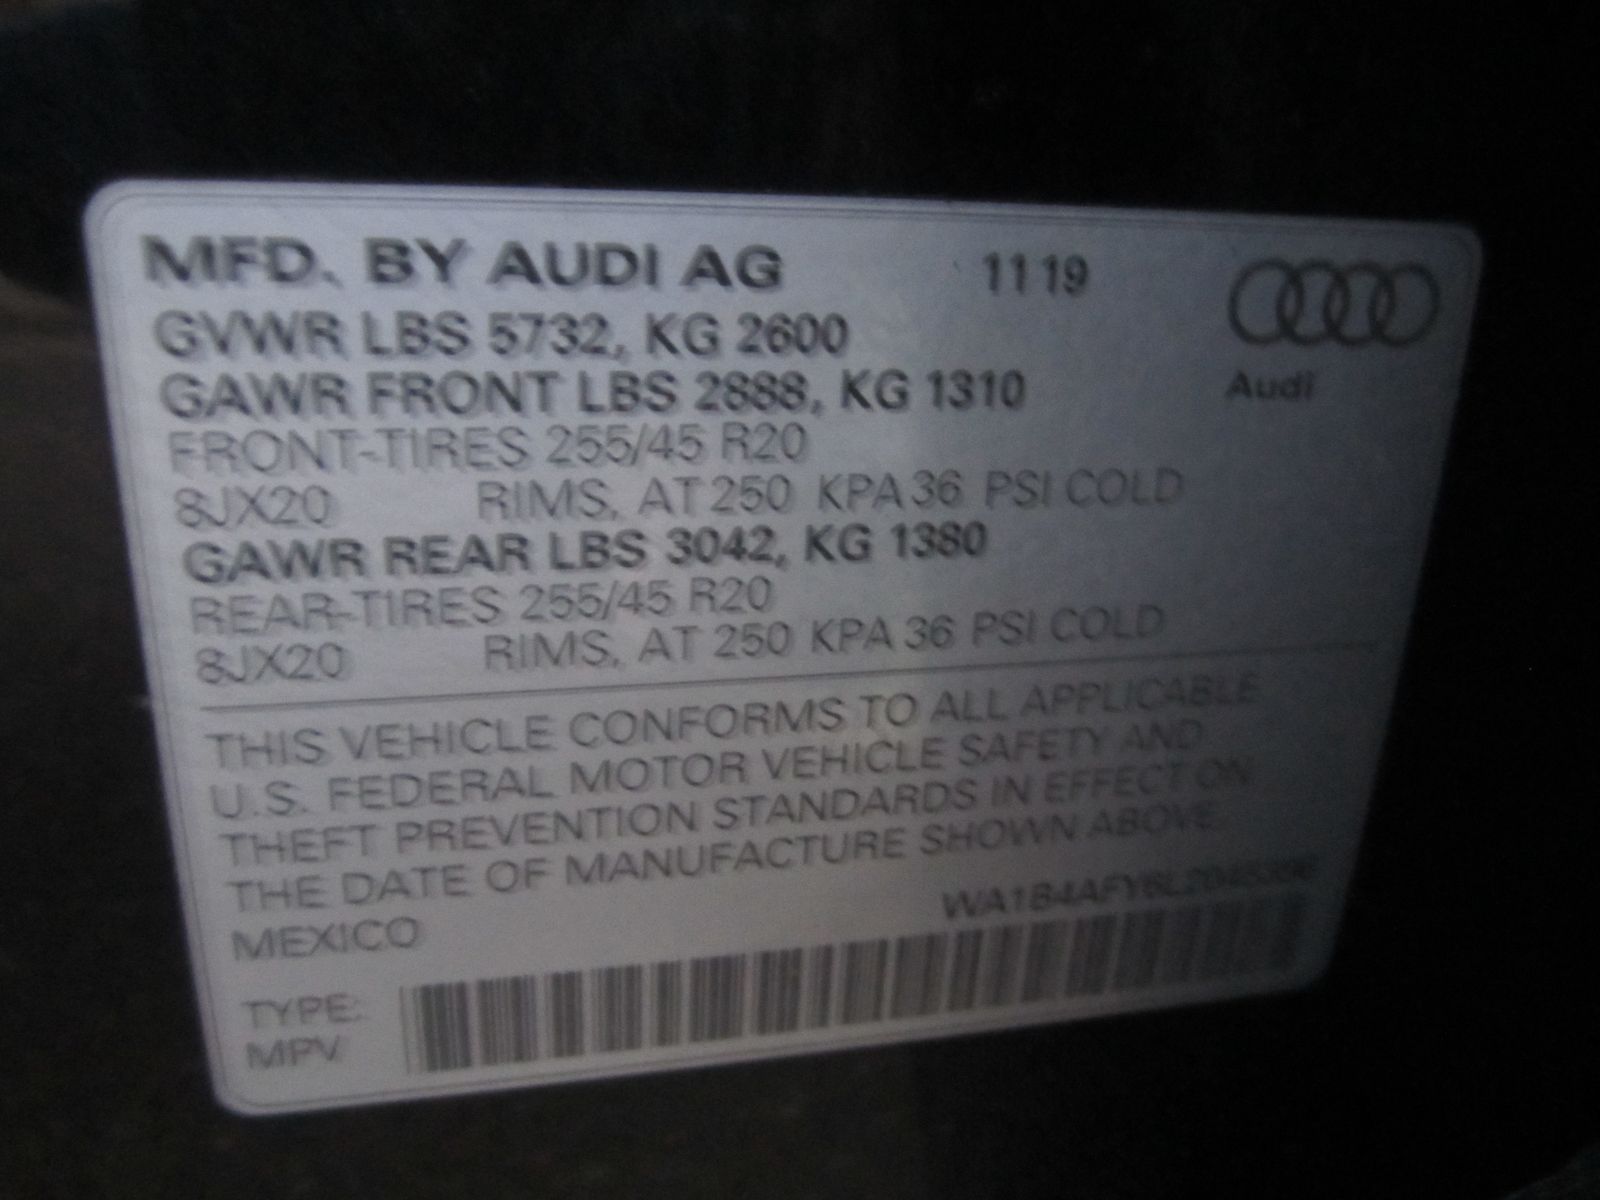 MFD. BY AUDI AG 11 19
GVWR LBS 5732, KG 2600
GAWR FRONT LBS 2888, KG 1310
Audi
FRONT-TIRES 255/45 R20
8JX20 RIMS, AT 250 KPA 36 PSI COLD
GAWR REAR LBS 3042, KG 1380
REAR-TIRES 255/45 R20
8JX20 RIMS, AT 250 KPA 36 PSI COLD
THIS VEHICLE CONFORMS TO ALL APPLICABLE
U.S. FEDERAL MOTOR VEHICLE SAFETY AND
THEFT PREVENTION STANDARDS IN EFFECT ON
THE DATE OF MANUFACTURE SHOWN ABOVE.
MEXICO
TYPE:
MPV